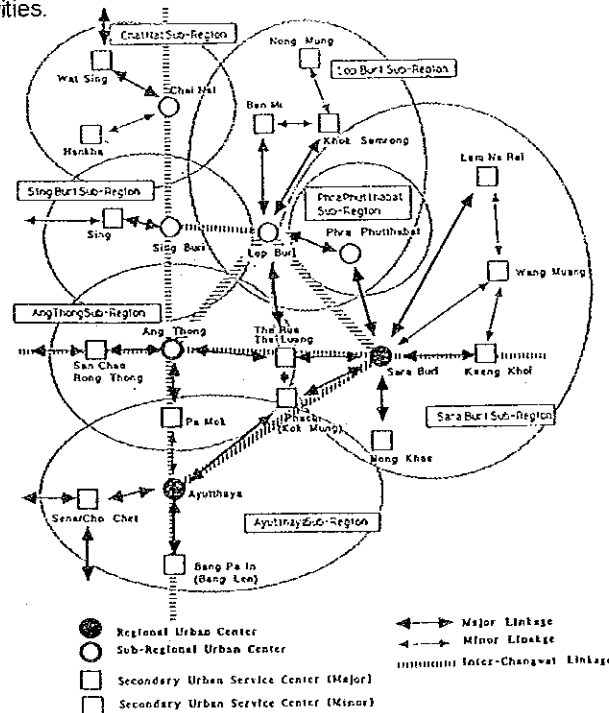 ities.
Chai Nat Sub-Region
Nong Mung
Lop Buri Sub-Region
Wat Sing
Chai Nat
Ban Mi
Khok Samrong
Hankha
Lam Na Rai
Sing Buri Sub-Region
Phra Phutthabat
Sub-Region
Sing
Sing Buri
Lop Buri
Phra Phutthabat
Wang Muang
Ang Thong Sub-Region
Ang Thong
Tha Rua
Tha Luang
San Chao
Rong Thong
Sara Buri
Kaeng Khoi
Sara Buri Sub-Region
Pa Mok
Phachi
(Kok Mung)
Nong Khae
Ayutthaya
Sena/Cho Chet
Ayutthaya Sub-Region
Bang Pa In
(Bang Len)
Regional Urban Center
Sub-Regional Urban Center
Secondary Urban Service Center (Major)
Secondary Urban Service Center (Minor)
Major Linkage
Minor Linkage
Inter-Changwat Linkage